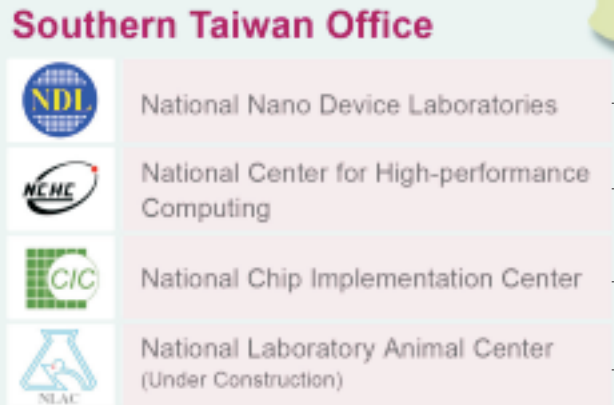 Southern Taiwan Office
NDL
National Nano Device Laboratories
NCHC
National Center for High-performance
Computing
CIC
National Chip Implementation Center
NLAC
National Laboratory Animal Center
(Under Construction)